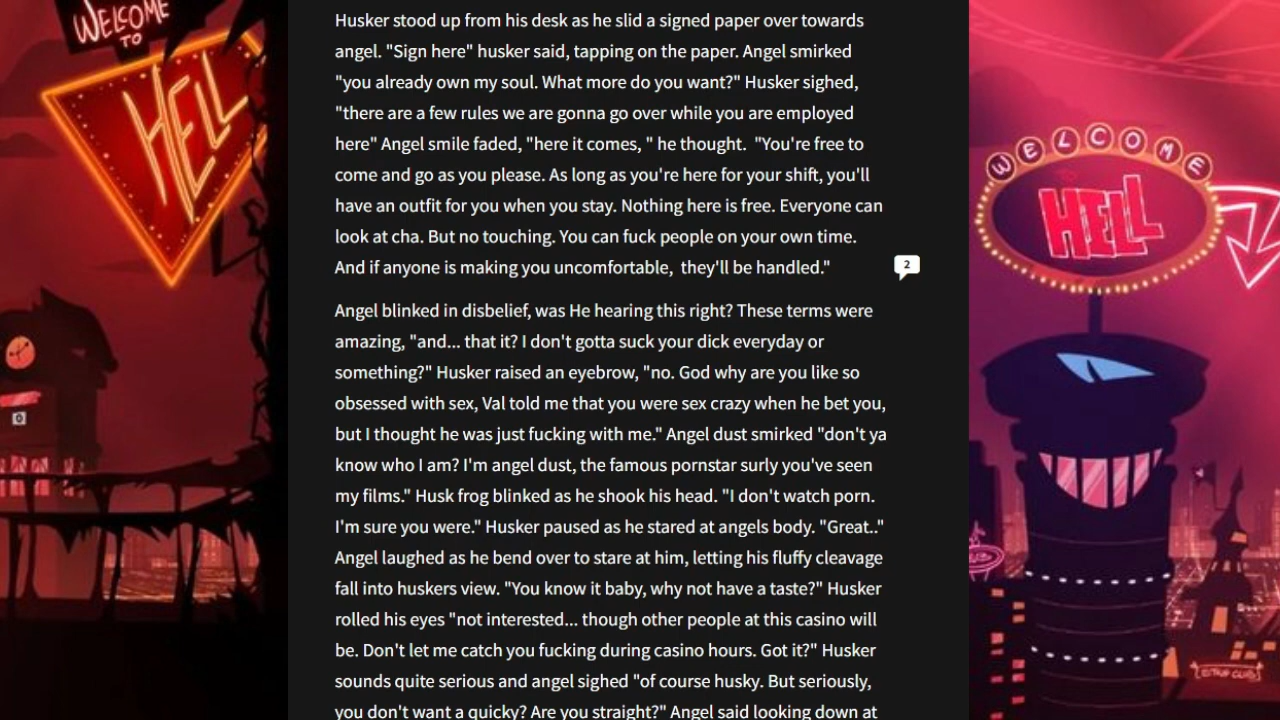 WELCOME
TO
HELL
Husker stood up from his desk as he slid a signed paper over towards
angel. "Sign here" husker said, tapping on the paper. Angel smirked
"you already own my soul. What more do you want?" Husker sighed,
"there are a few rules we are gonna go over while you are employed
here" Angel smile faded, "here it comes, " he thought.  "You're free to
come and go as you please. As long as you're here for your shift, you'll
have an outfit for you when you stay. Nothing here is free. Everyone can
look at cha. But no touching. You can fuck people on your own time.
And if anyone is making you uncomfortable,  they'll be handled."
2
Angel blinked in disbelief, was He hearing this right? These terms were
amazing, "and... that it? I don't gotta suck your dick everyday or
something?" Husker raised an eyebrow, "no. God why are you like so
obsessed with sex, Val told me that you were sex crazy when he bet you,
but I thought he was just fucking with me." Angel dust smirked "don't ya
know who I am? I'm angel dust, the famous pornstar surly you've seen
my films." Husk frog blinked as he shook his head. "I don't watch porn.
I'm sure you were." Husker paused as he stared at angels body. "Great.."
Angel laughed as he bend over to stare at him, letting his fluffy cleavage
fall into huskers view. "You know it baby, why not have a taste?" Husker
rolled his eyes "not interested... though other people at this casino will
be. Don't let me catch you fucking during casino hours. Got it?" Husker
sounds quite serious and angel sighed "of course husky. But seriously,
you don't want a quicky? Are you straight?" Angel said looking down at
WELCOME
HELL